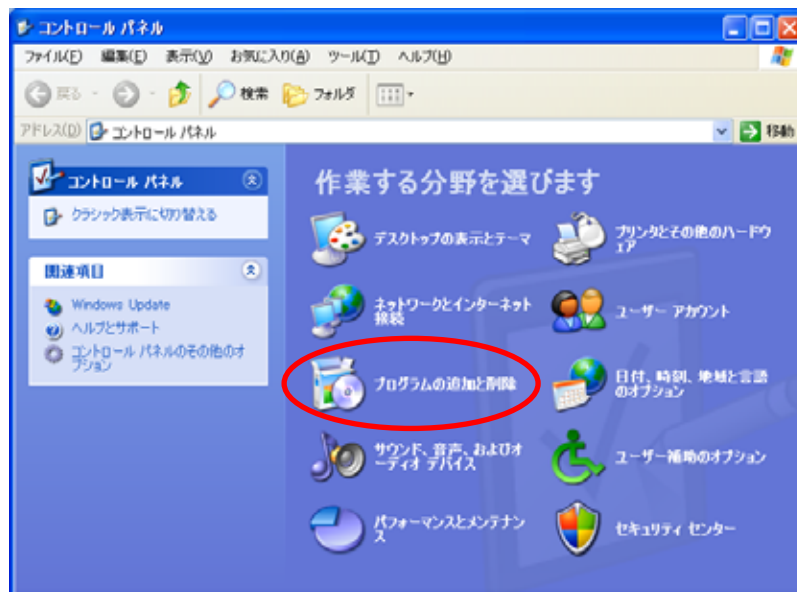 コントロール パネル
ファイル(F) 編集(E) 表示(V) お気に入り(A) ツール(T) ヘルプ(H)
戻る 検索 フォルダ
アドレス(D) コントロール パネル 移動
コントロール パネル
クラシック表示に切り替える
関連項目
Windows Update
ヘルプとサポート
コントロール パネルのその他のオ
プション
作業する分野を選びます
デスクトップの表示とテーマ
プリンタとその他のハードウ
ェア
ネットワークとインターネット
接続
ユーザー アカウント
プログラムの追加と削除
日付、時刻、地域と言語
のオプション
サウンド、音声、およびオ
ーディオ デバイス
ユーザー補助のオプション
パフォーマンスとメンテナン
ス
セキュリティ センター